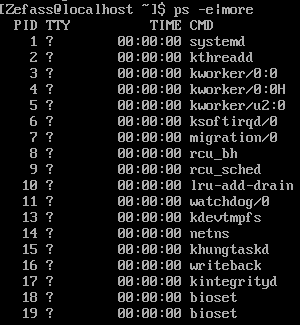 [Zefass@localhost ~]$ ps -e|more
  PID TTY          TIME CMD
    1 ?        00:00:00 systemd
    2 ?        00:00:00 kthreadd
    3 ?        00:00:00 kworker/0:0
    4 ?        00:00:00 kworker/0:0H
    5 ?        00:00:00 kworker/u2:0
    6 ?        00:00:00 ksoftirqd/0
    7 ?        00:00:00 migration/0
    8 ?        00:00:00 rcu_bh
    9 ?        00:00:00 rcu_sched
   10 ?        00:00:00 lru-add-drain
   11 ?        00:00:00 watchdog/0
   13 ?        00:00:00 kdevtmpfs
   14 ?        00:00:00 netns
   15 ?        00:00:00 khungtaskd
   16 ?        00:00:00 writeback
   17 ?        00:00:00 kintegrityd
   18 ?        00:00:00 bioset
   19 ?        00:00:00 bioset